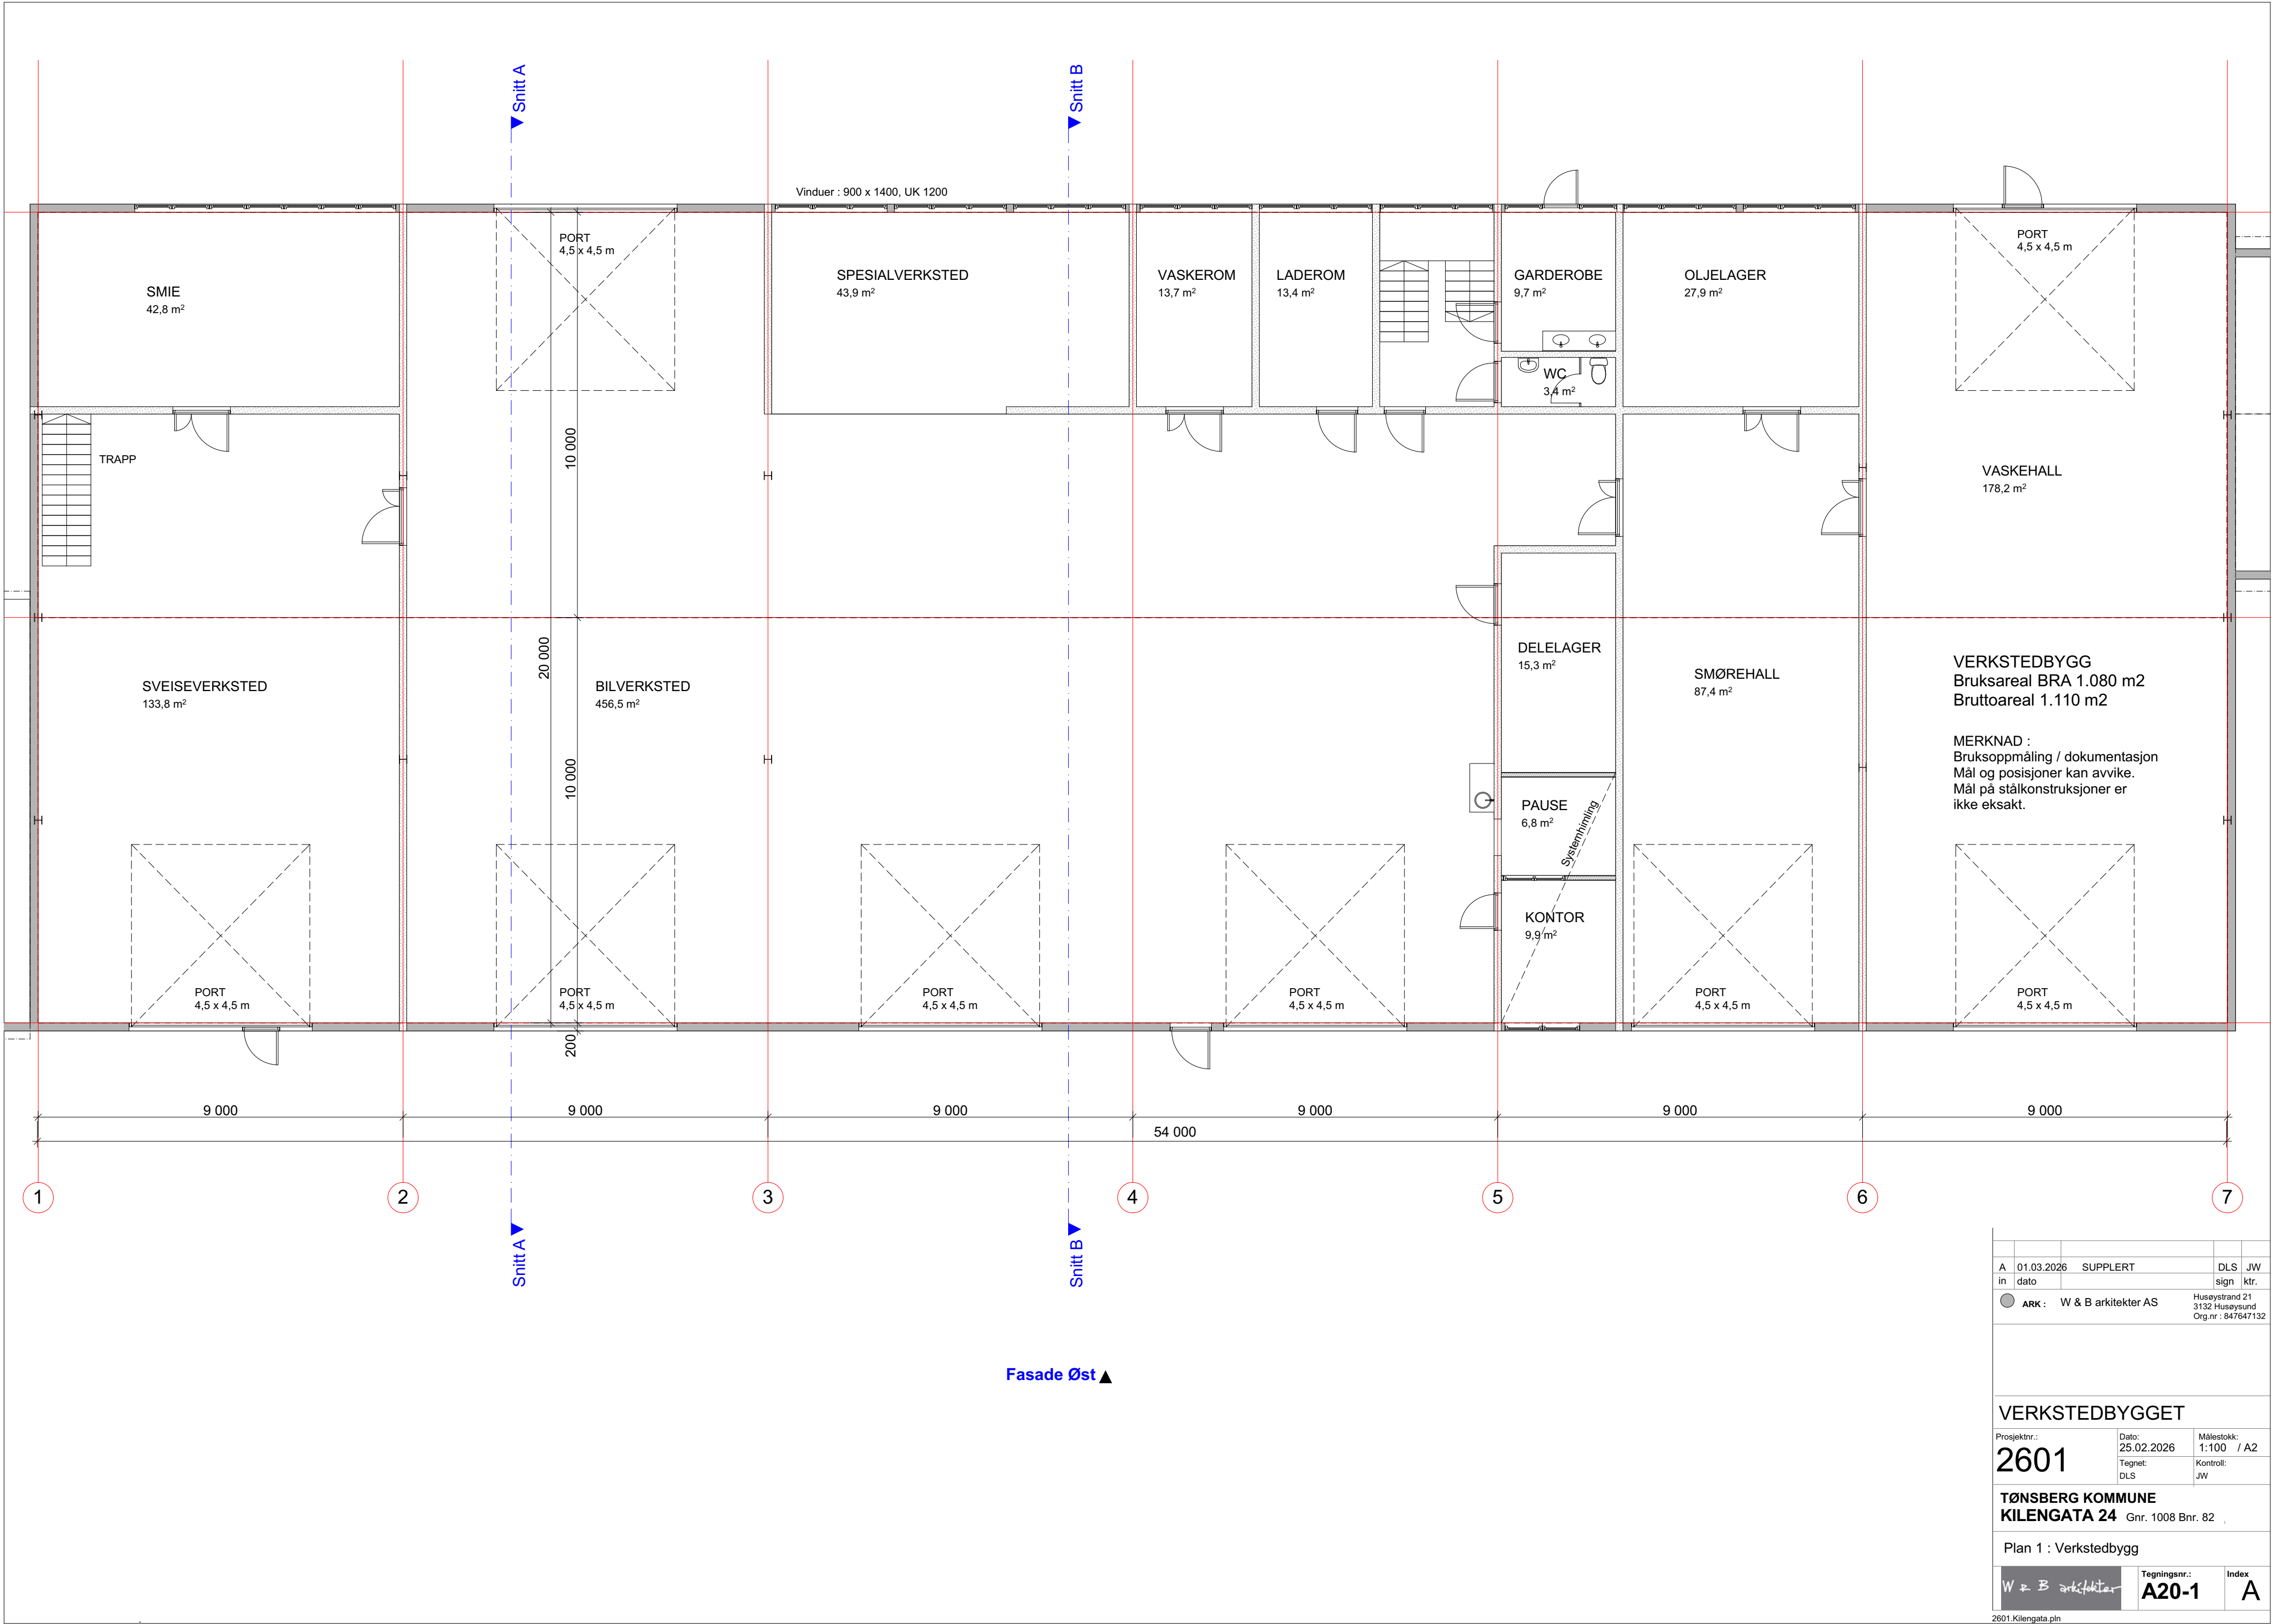 Snitt A
Snitt B
Vinduer : 900 x 1400, UK 1200
PORT
4,5 x 4,5 m
PORT
4,5 x 4,5 m
SMIE
42,8 m²
SPESIALVERKSTED
43,9 m²
VASKEROM
13,7 m²
LADEROM
13,4 m²
GARDEROBE
9,7 m²
OLJELAGER
27,9 m²
WC
3,4 m²
TRAPP
10 000
VASKEHALL
178,2 m²
20 000
SVEISEVERKSTED
133,8 m²
BILVERKSTED
456,5 m²
DELELAGER
15,3 m²
SMØREHALL
87,4 m²
VERKSTEDBYGG
Bruksareal BRA 1.080 m2
Bruttoareal 1.110 m2
MERKNAD :
Bruksoppmåling / dokumentasjon
Mål og posisjoner kan avvike.
Mål på stålkonstruksjoner er
ikke eksakt.
10 000
PAUSE
6,8 m²
Systemhimling
KONTOR
9,9 m²
PORT
4,5 x 4,5 m
PORT
4,5 x 4,5 m
PORT
4,5 x 4,5 m
PORT
4,5 x 4,5 m
PORT
4,5 x 4,5 m
PORT
4,5 x 4,5 m
200
9 000
9 000
9 000
9 000
9 000
9 000
54 000
1
2
3
4
5
6
7
Snitt A
Snitt B
Fasade Øst
A 01.03.2026 SUPPLERT DLS JW
in dato sign ktr.
ARK : W & B arkitekter AS
Husøystrand 21
3132 Husøysund
Org.nr : 847647132
VERKSTEDBYGGET
Prosjektnr.:
2601
Dato:
25.02.2026
Målestokk:
1:100 / A2
Tegnet:
DLS
Kontroll:
JW
TØNSBERG KOMMUNE
KILENGATA 24 Gnr. 1008 Bnr. 82
Plan 1 : Verkstedbygg
W & B arkitekter
Tegningsnr.:
A20-1
Index
A
2601.Kilengata.pln